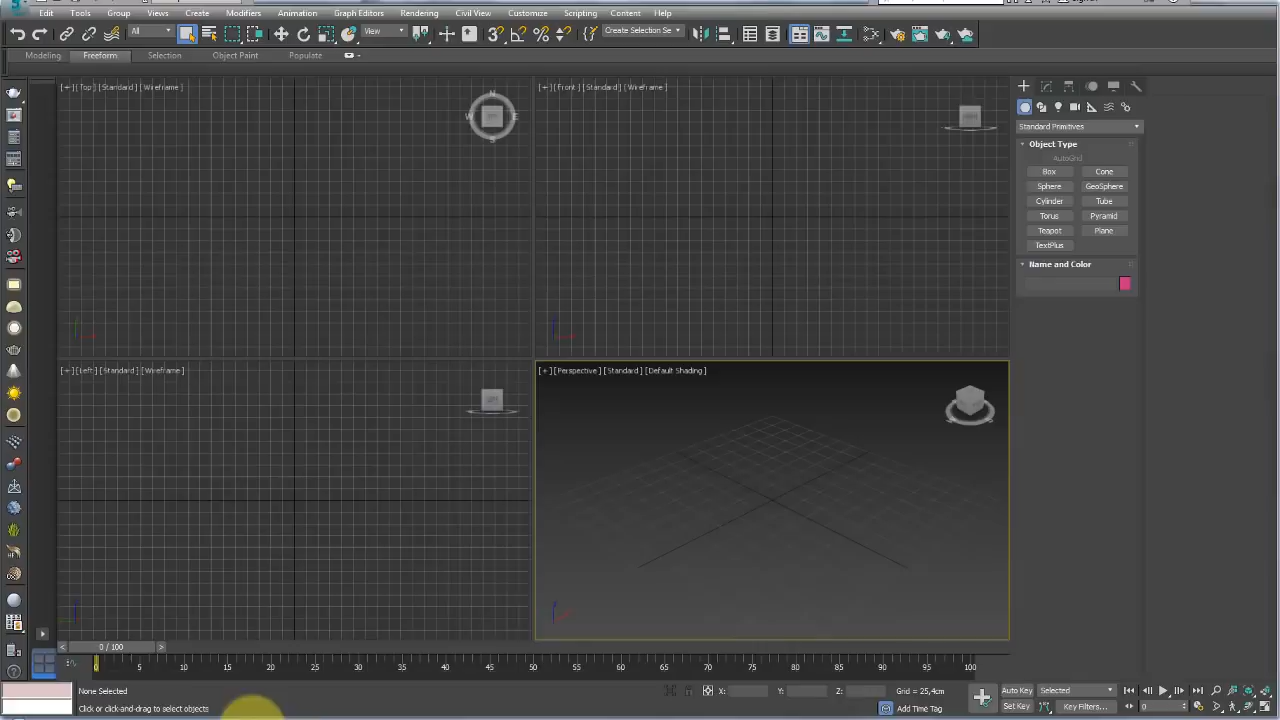 Edit Tools Group Views Create Modifiers Animation Graph Editors Rendering Civil View Customize Scripting Content Help
All View Create Selection Se
Modeling Freeform Selection Object Paint Populate
[+][Top][Standard][Wireframe]
N
W E
S
[+][Front][Standard][Wireframe]
Standard Primitives
Object Type
AutoGrid
Box Cone
Sphere GeoSphere
Cylinder Tube
Torus Pyramid
Teapot Plane
TextPlus
Name and Color
[+][Left][Standard][Wireframe]
[+][Perspective][Standard][Default Shading]
< 0 / 100 >
0 5 10 15 20 25 30 35 40 45 50 55 60 65 70 75 80 85 90 95 100
None Selected X: Y: Z: Grid = 25,4cm Auto Key Selected
Click or click-and-drag to select objects Add Time Tag Set Key Key Filters... 0